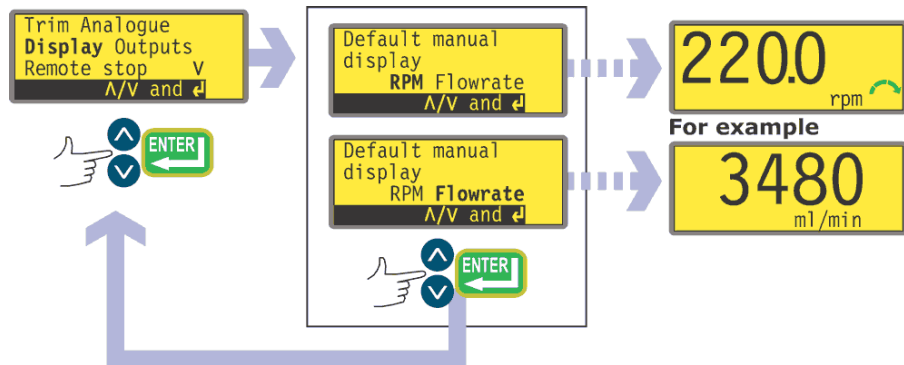 Trim Analogue
Display Outputs
Remote stop V
Λ/V and ↲
ENTER
Default manual
display
RPM Flowrate
Λ/V and ↲
Default manual
display
RPM Flowrate
Λ/V and ↲
ENTER
220.0
rpm
For example
3480
ml/min